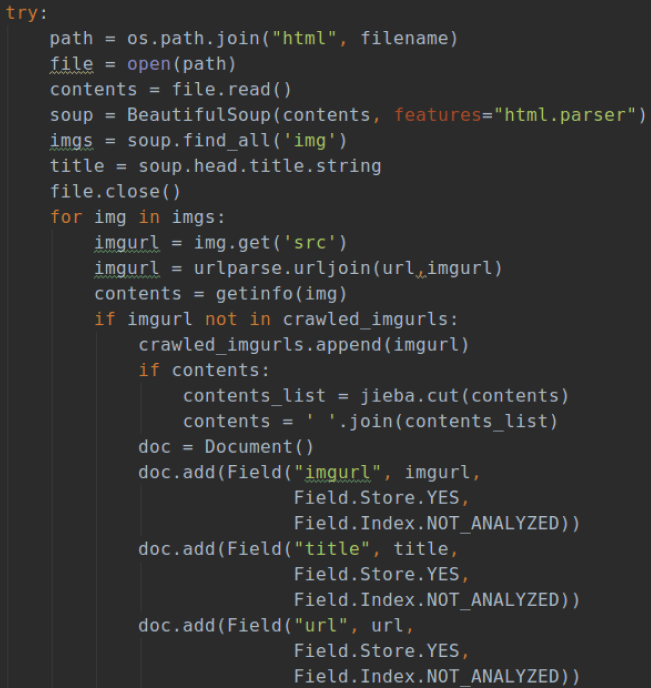 try:
    path = os.path.join("html", filename)
    file = open(path)
    contents = file.read()
    soup = BeautifulSoup(contents, features="html.parser")
    imgs = soup.find_all('img')
    title = soup.head.title.string
    file.close()
    for img in imgs:
        imgurl = img.get('src')
        imgurl = urlparse.urljoin(url,imgurl)
        contents = getinfo(img)
        if imgurl not in crawled_imgurls:
            crawled_imgurls.append(imgurl)
            if contents:
                contents_list = jieba.cut(contents)
                contents = ' '.join(contents_list)
            doc = Document()
            doc.add(Field("imgurl", imgurl,
                          Field.Store.YES,
                          Field.Index.NOT_ANALYZED))
            doc.add(Field("title", title,
                          Field.Store.YES,
                          Field.Index.NOT_ANALYZED))
            doc.add(Field("url", url,
                          Field.Store.YES,
                          Field.Index.NOT_ANALYZED))